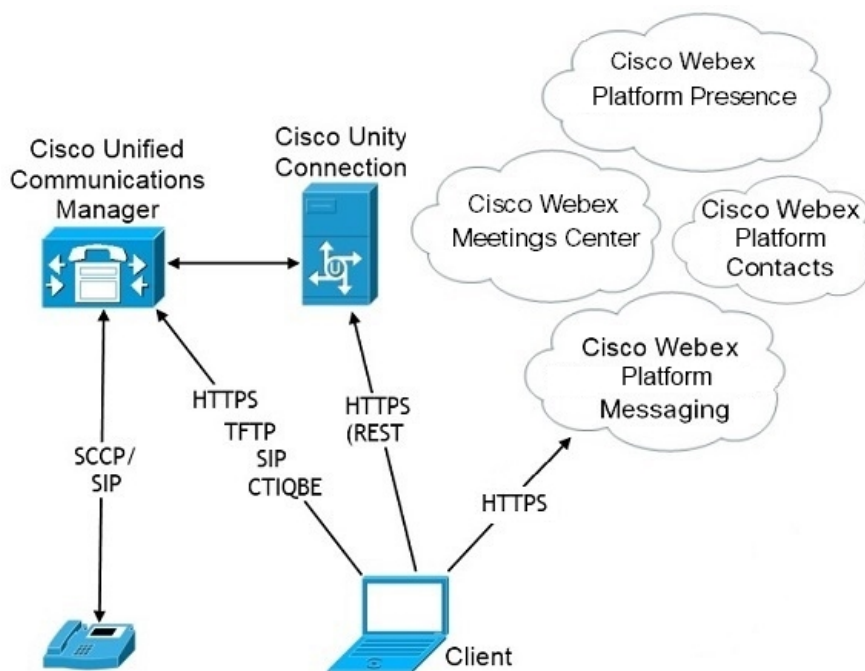 Cisco Webex
Platform Presence
Cisco Unified
Communications
Manager
Cisco Unity
Connection
Cisco Webex
Meetings Center
Cisco Webex
Platform
Contacts
U
Cisco Webex
Platform
Messaging
HTTPS
TFTP
SIP
CTIQBE
HTTPS
(REST
SCCP/
SIP
HTTPS
Client